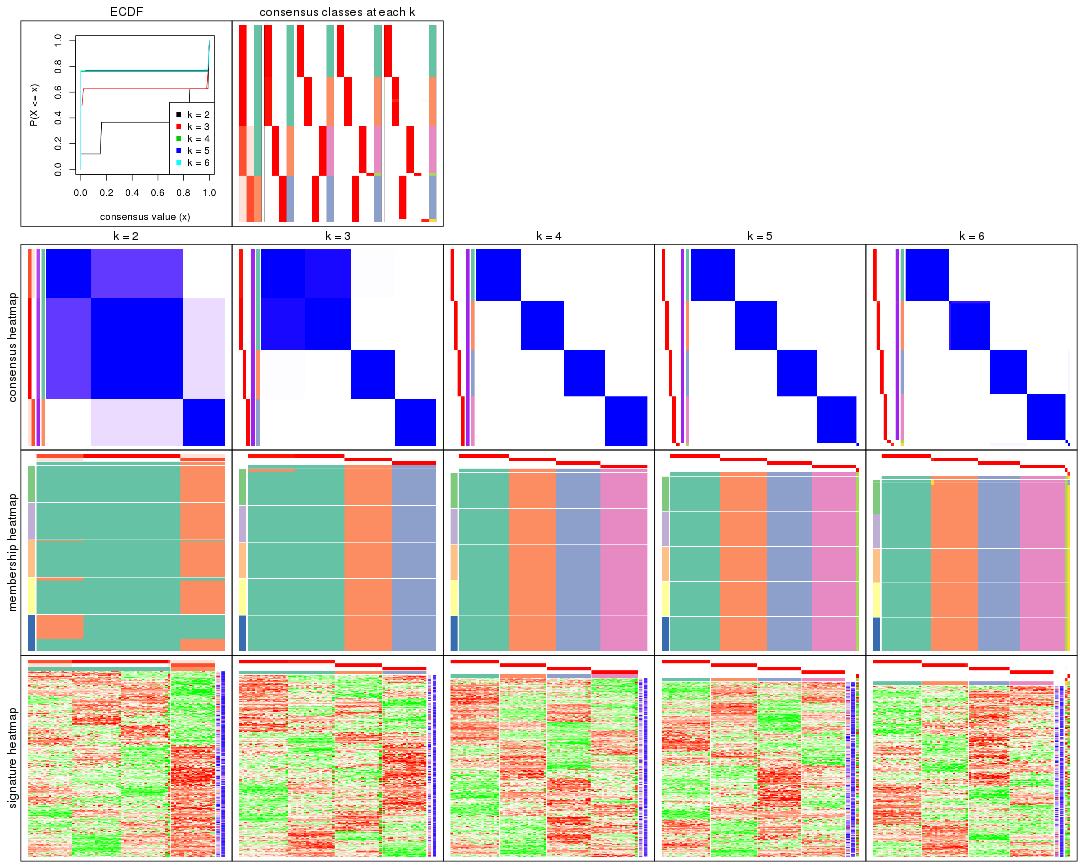 ECDF
consensus classes at each k
P(X <= x)
1.0
0.8
0.6
0.4
0.2
0.0
k = 2
k = 3
k = 4
k = 5
k = 6
0.0 0.2 0.4 0.6 0.8 1.0
consensus value (x)
k = 2
k = 3
k = 4
k = 5
k = 6
consensus heatmap
membership heatmap
signature heatmap